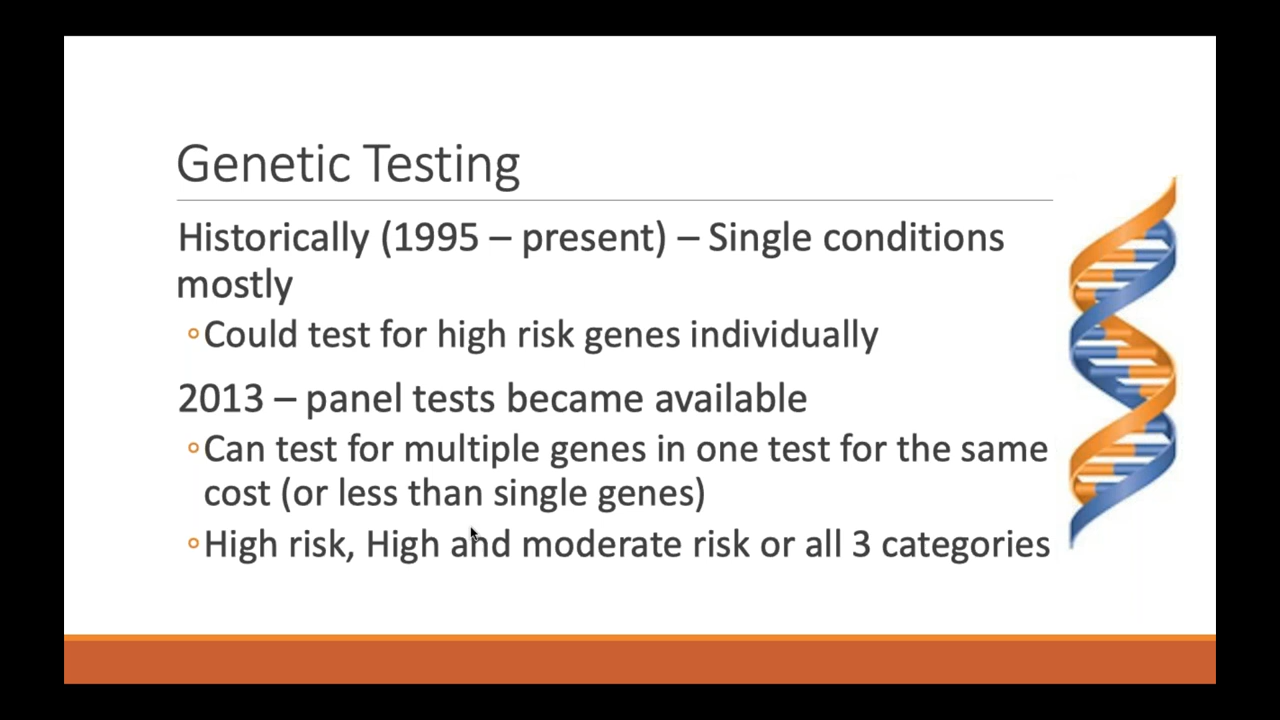 Genetic Testing
Historically (1995 – present) – Single conditions
mostly
◦Could test for high risk genes individually
2013 – panel tests became available
◦Can test for multiple genes in one test for the same
cost (or less than single genes)
◦High risk, High and moderate risk or all 3 categories